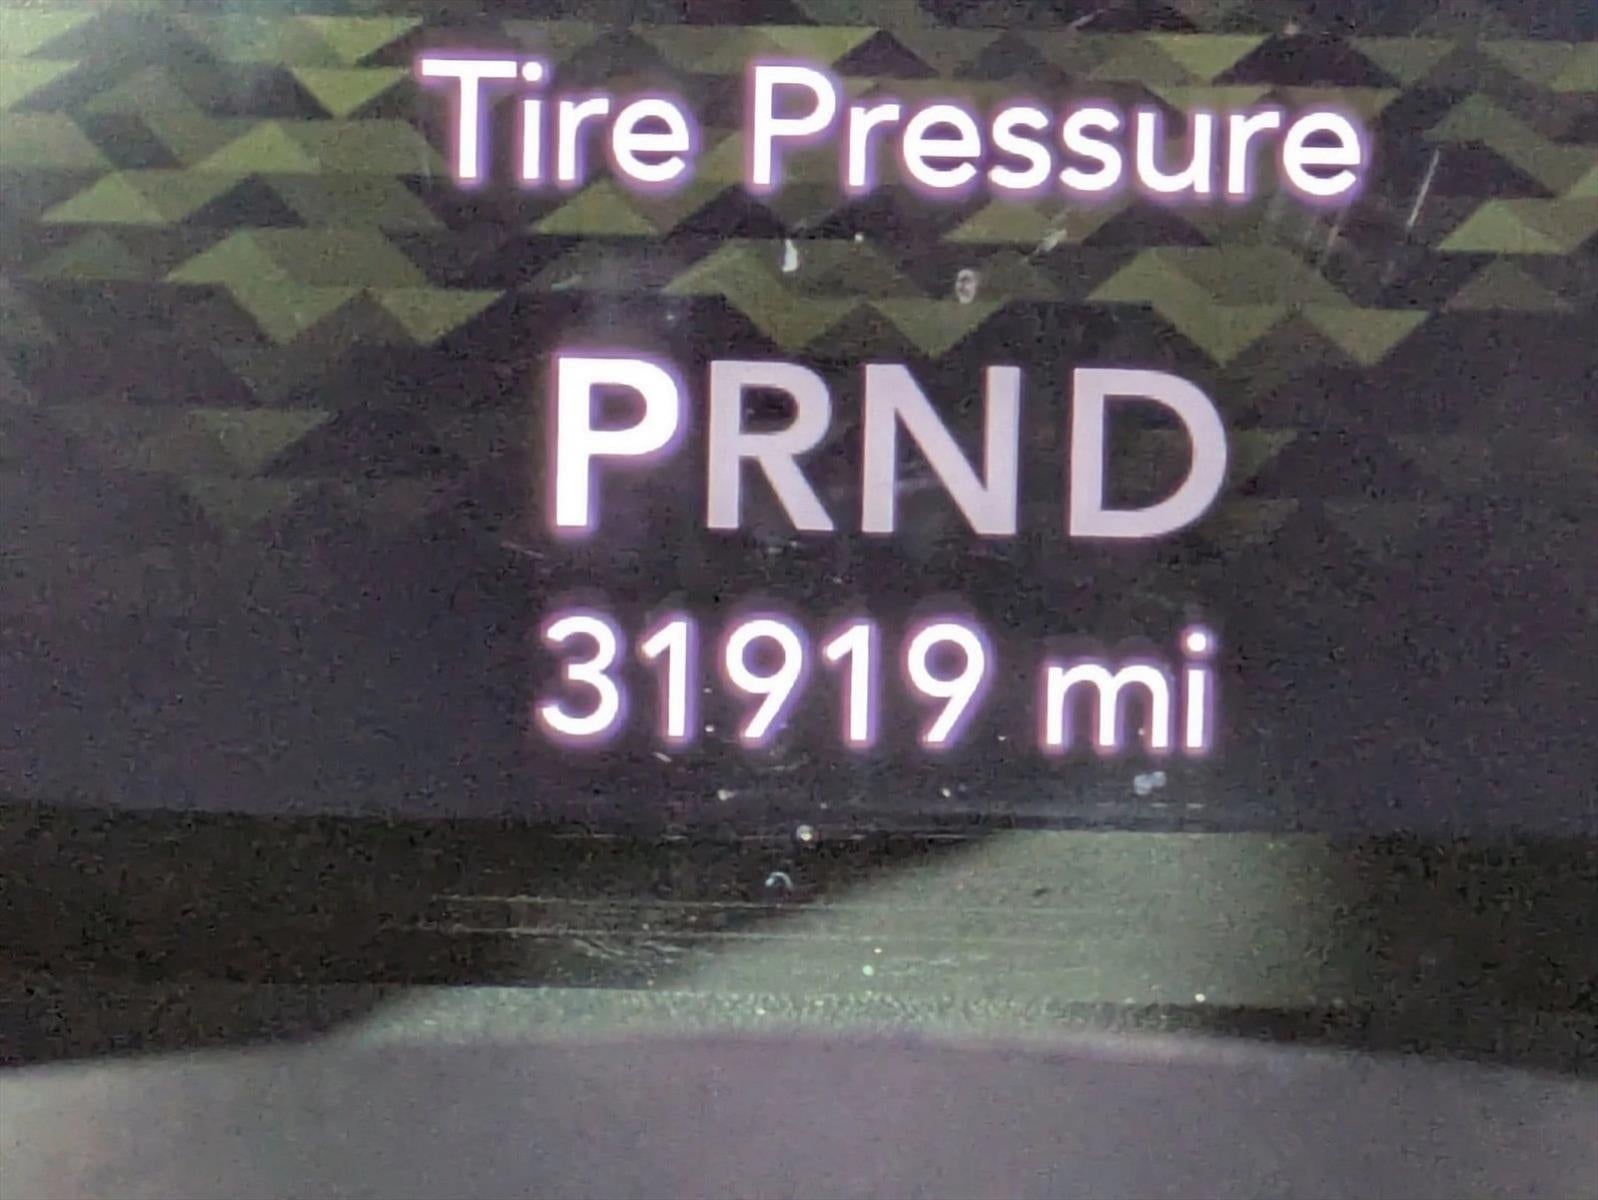 Tire Pressure
PRND
31919 mi